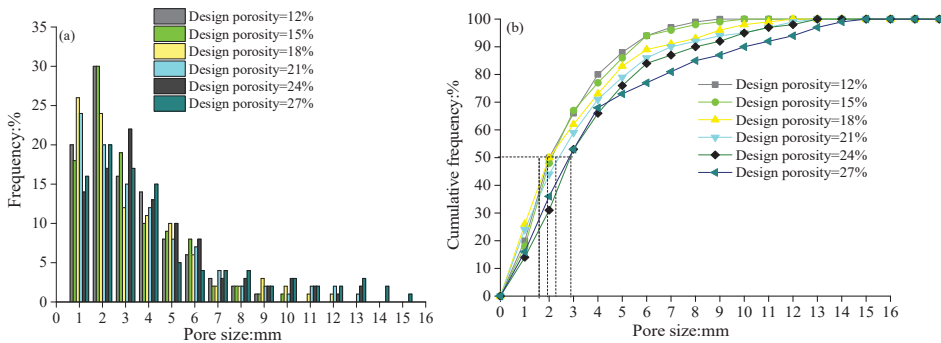 (a)
Design porosity=12%
Design porosity=15%
Design porosity=18%
Design porosity=21%
Design porosity=24%
Design porosity=27%
Frequency:%
40
35
30
25
20
15
10
5
0
0 1 2 3 4 5 6 7 8 9 10 11 12 13 14 15 16
Pore size:mm
(b)
Cumulative frequency:%
100
90
80
70
60
50
40
30
20
10
0
Design porosity=12%
Design porosity=15%
Design porosity=18%
Design porosity=21%
Design porosity=24%
Design porosity=27%
0 1 2 3 4 5 6 7 8 9 10 11 12 13 14 15 16
Pore size:mm